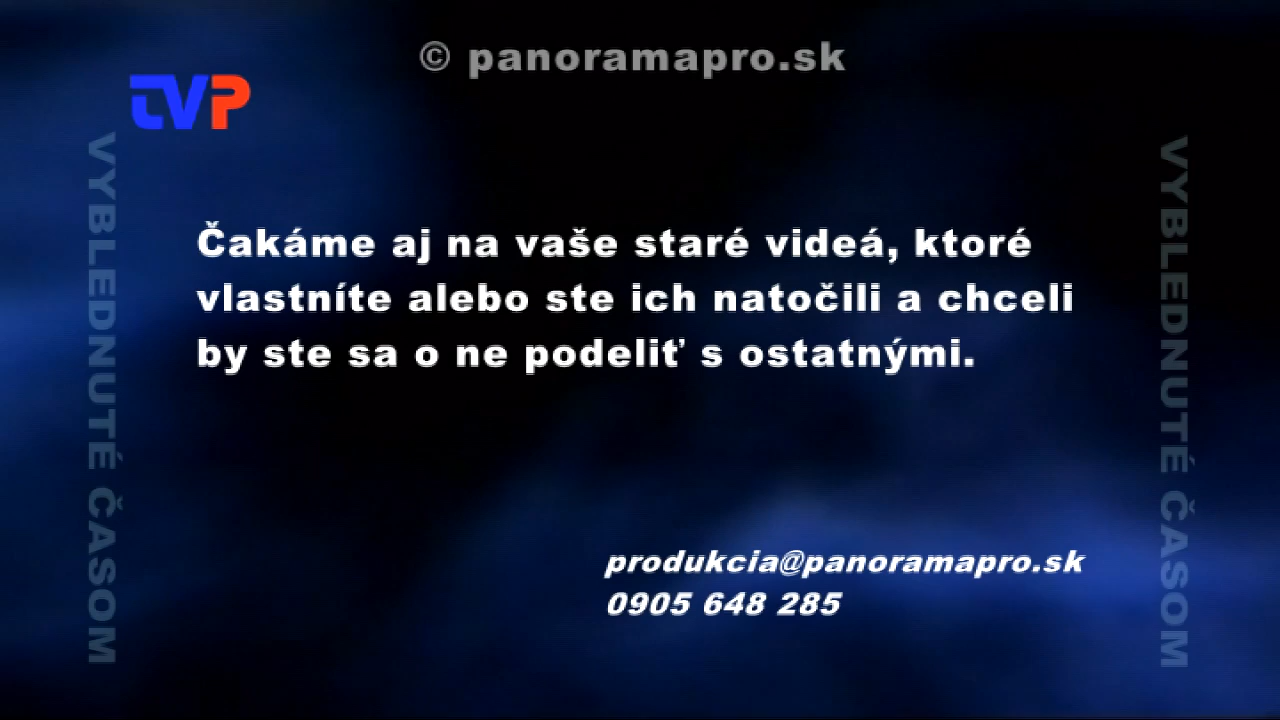 © panoramapro.sk
TVP
VYBLEDNUTÉ ČASOM
Čakáme aj na vaše staré videá, ktoré
vlastníte alebo ste ich natočili a chceli
by ste sa o ne podeliť s ostatnými.
produkcia@panoramapro.sk
0905 648 285
VYBLEDNUTÉ ČASOM